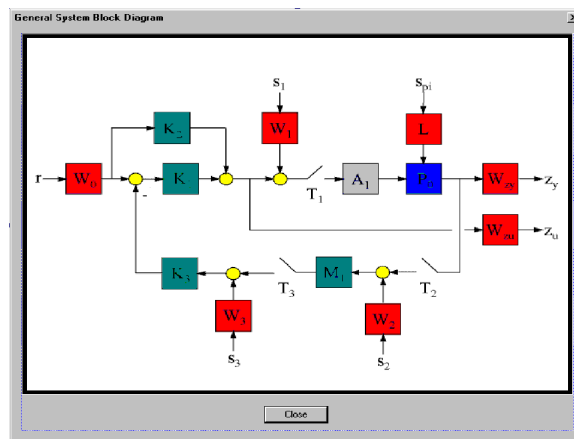 General System Block Diagram
s1
spi
K2
W1
L
r
W0
-
K
T1
A1
P0
Wzy
zy
Wzu
zu
K3
T3
M1
T2
W3
W2
s3
s2
Close